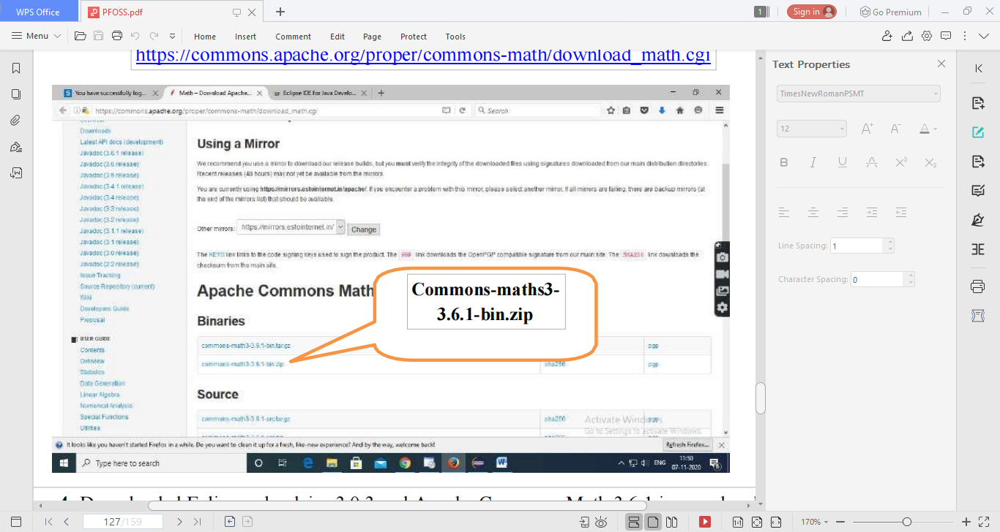 WPS Office
PFOSS.pdf
1
Sign in
Go Premium
Menu
Home Insert Comment Edit Page Protect Tools
https://commons.apache.org/proper/commons-math/download_math.cgi
You have successfully log...
Math – Download Apache...
Eclipse IDE for Java Develo...
https://commons.apache.org/proper/commons-math/download_math.cgi
Search
Downloads
Latest API docs (development)
Javadoc (3.6.1 release)
Javadoc (3.6 release)
Javadoc (3.5 release)
Javadoc (3.4.1 release)
Javadoc (3.4 release)
Javadoc (3.3 release)
Javadoc (3.2 release)
Javadoc (3.1.1 release)
Javadoc (3.1 release)
Javadoc (3.0 release)
Javadoc (2.2 release)
Issue Tracking
Source Repository (current)
Wiki
Developers Guide
Proposal
USER GUIDE
Contents
Overview
Statistics
Data Generation
Linear Algebra
Numerical Analysis
Special Functions
Utilities
Using a Mirror
We recommend you use a mirror to download our release builds, but you must verify the integrity of the downloaded files using signatures downloaded from our main distribution directories.
Recent releases (48 hours) may not yet be available from the mirrors.
You are currently using https://mirrors.estointernet.in/apache/. If you encounter a problem with this mirror, please select another mirror. If all mirrors are failing, there are backup mirrors (at
the end of the mirrors list) that should be available.
Other mirrors: https://mirrors.estointernet.in/ Change
The KEYS link links to the code signing keys used to sign the product. The PGP link downloads the OpenPGP compatible signature from our main site. The SHA256 link downloads the
checksum from the main site.
Apache Commons Math
Commons-maths3-
3.6.1-bin.zip
Binaries
commons-math3-3.6.1-bin.tar.gz pgp
commons-math3-3.6.1-bin.zip sha256 pgp
Source
commons-math3-3.6.1-src.tar.gz sha256 pgp
Activate Windows
Go to Settings to activate Windows.
It looks like you haven't started Firefox in a while. Do you want to clean it up for a fresh, like-new experience? And by the way, welcome back!
Refresh Firefox...
Type here to search
ENG
11:50
07-11-2020
Text Properties
TimesNewRomanPSMT
12
Line Spacing: 1
Character Spacing: 0
127/159
170%